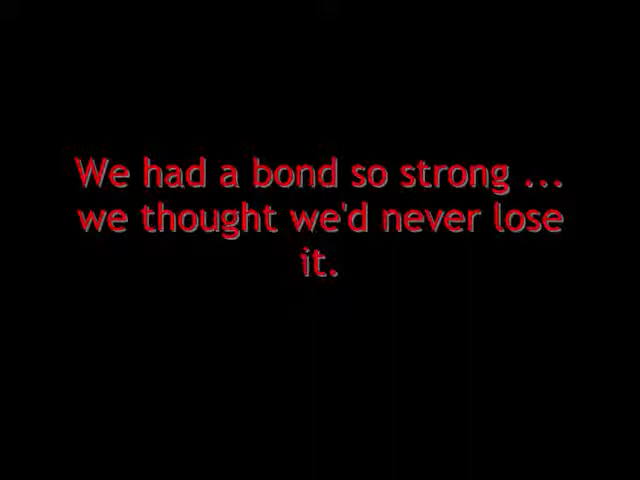 We had a bond so strong ...
we thought we'd never lose
it.